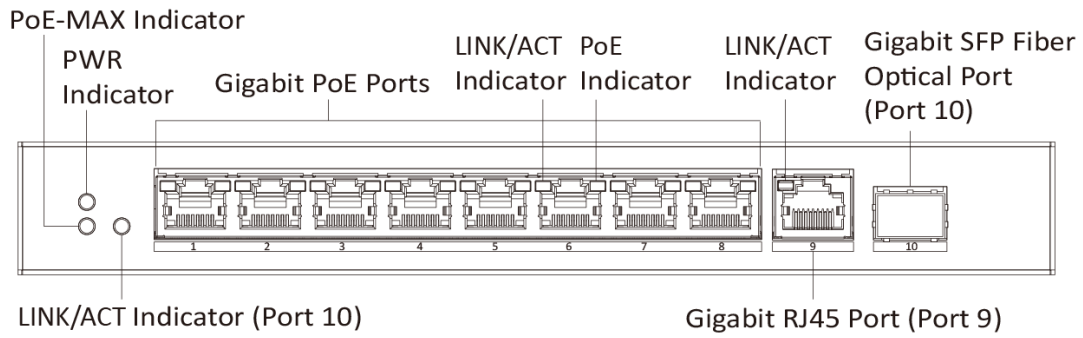 PoE-MAX Indicator
PWR
Indicator
Gigabit PoE Ports
LINK/ACT
Indicator
PoE
Indicator
LINK/ACT
Indicator
Gigabit SFP Fiber
Optical Port
(Port 10)
1 2 3 4 5 6 7 8 9 10
LINK/ACT Indicator (Port 10)
Gigabit RJ45 Port (Port 9)